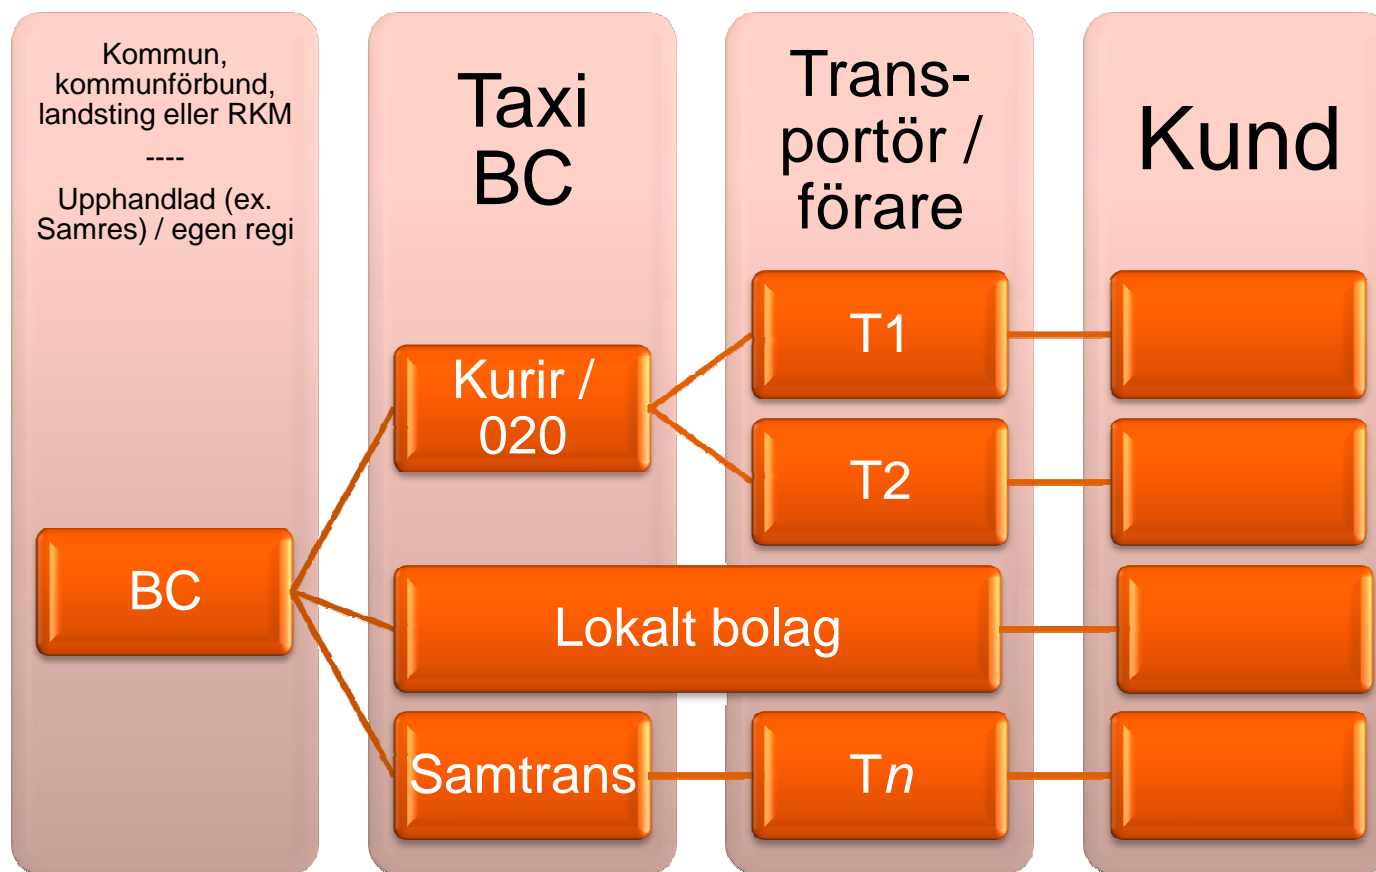 Kommun,
kommunförbund,
landsting eller RKM
----
Upphandlad (ex.
Samres) / egen regi
Taxi
BC
Trans-
portör /
förare
Kund
BC
Kurir /
020
Lokalt bolag
Samtrans
T1
T2
Tn